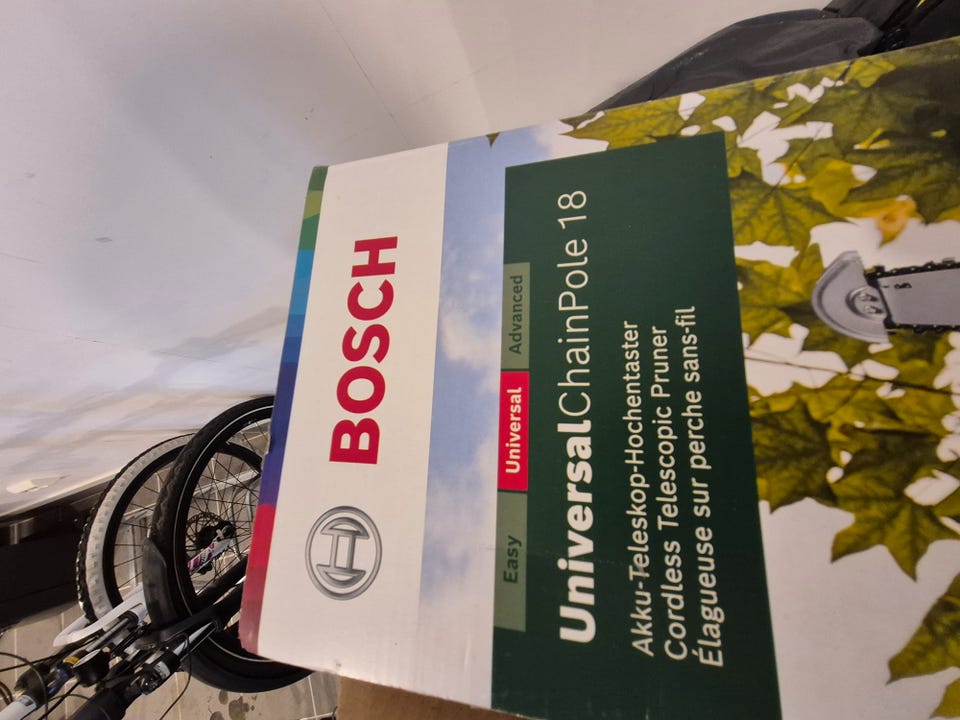 BOSCH
Easy Universal Advanced
UniversalChainPole 18
Akku-Teleskop-Hochentaster
Cordless Telescopic Pruner
Élagueuse sur perche sans-fil